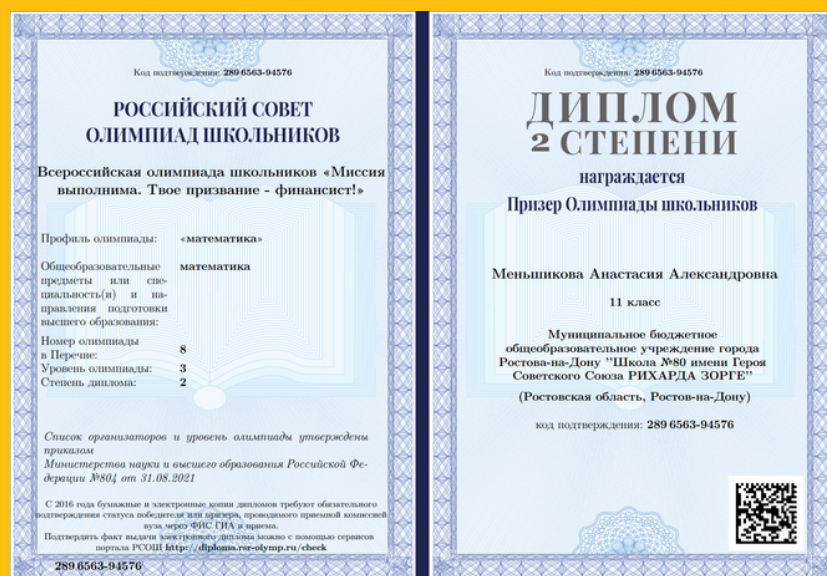 Код подтверждения: 289 6563-94576
РОССИЙСКИЙ СОВЕТ
ОЛИМПИАД ШКОЛЬНИКОВ
Всероссийская олимпиада школьников «Миссия
выполнима. Твое призвание - финансист!»
Профиль олимпиады: «математика»
Общеобразовательные математика
предметы или спе-
циальность(и) и на-
правления подготовки
высшего образования:
Номер олимпиады
в Перечне: 8
Уровень олимпиады: 3
Степень диплома: 2
Список организаторов и уровень олимпиады утверждены
приказом
Министерства науки и высшего образования Российской Фе-
дерации №804 от 31.08.2021
С 2016 года бумажные и электронные копии дипломов требуют обязательного
подтверждения статуса победителя или призера, проводимого приемной комиссией
вуза через ФИС ГИА и приема.
Подтвердить факт выдачи электронного диплома можно с помощью сервисов
портала РСОШ http://diploma.rsr-olymp.ru/check
289 6563-94576
Код подтверждения: 289 6563-94576
ДИПЛОМ
2 СТЕПЕНИ
награждается
Призер Олимпиады школьников
Меньшикова Анастасия Александровна
11 класс
Муниципальное бюджетное
общеобразовательное учреждение города
Ростова-на-Дону "Школа №80 имени Героя
Советского Союза РИХАРДА ЗОРГЕ"
(Ростовская область, Ростов-на-Дону)
код подтверждения: 289 6563-94576